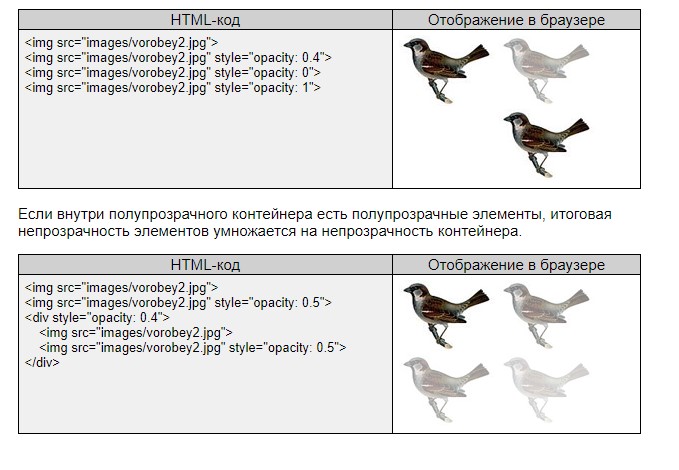 HTML-код
Отображение в браузере
<img src="images/vorobey2.jpg">
<img src="images/vorobey2.jpg" style="opacity: 0.4">
<img src="images/vorobey2.jpg" style="opacity: 0">
<img src="images/vorobey2.jpg" style="opacity: 1">
Если внутри полупрозрачного контейнера есть полупрозрачные элементы, итоговая
непрозрачность элементов умножается на непрозрачность контейнера.
HTML-код
Отображение в браузере
<img src="images/vorobey2.jpg">
<img src="images/vorobey2.jpg" style="opacity: 0.5">
<div style="opacity: 0.4">
<img src="images/vorobey2.jpg">
<img src="images/vorobey2.jpg" style="opacity: 0.5">
</div>